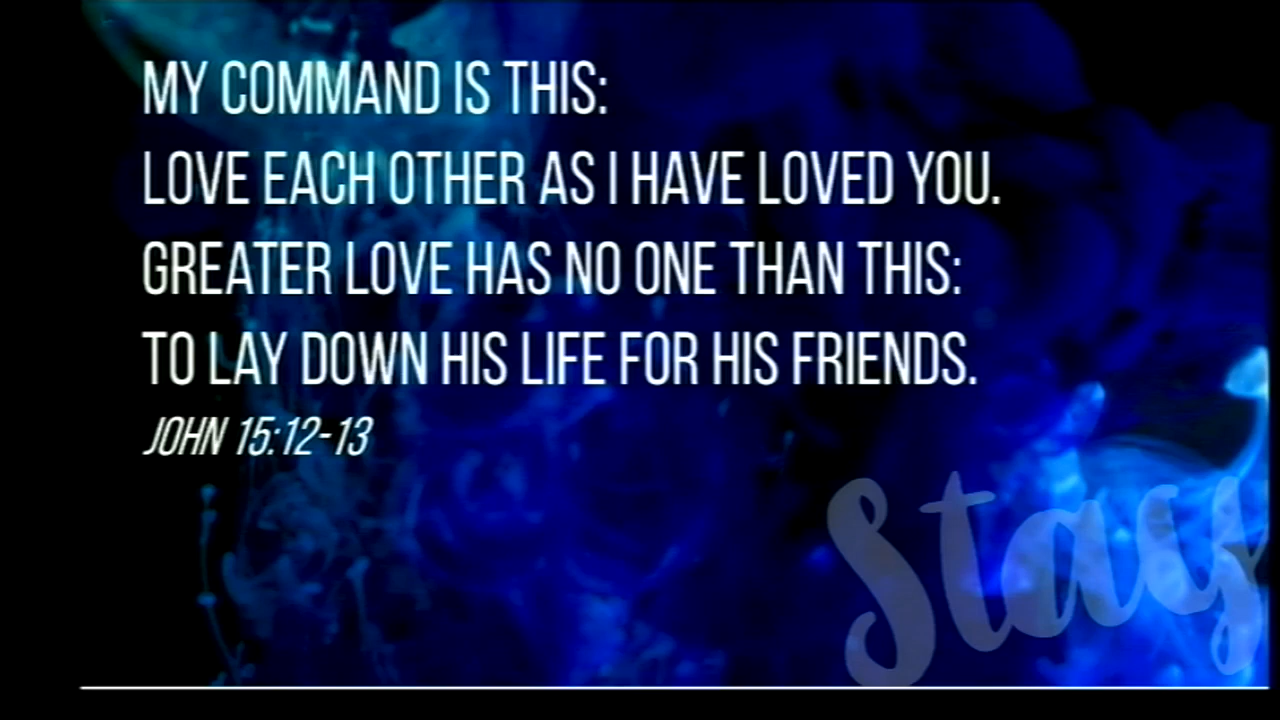 MY COMMAND IS THIS:
LOVE EACH OTHER AS I HAVE LOVED YOU.
GREATER LOVE HAS NO ONE THAN THIS:
TO LAY DOWN HIS LIFE FOR HIS FRIENDS.
JOHN 15:12-13
Stay